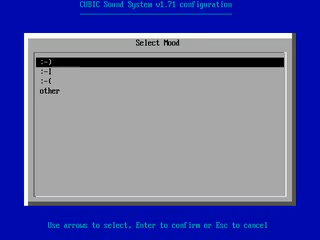 CUBIC Sound System v1.71 configuration
Select Mood
:-)
:-|
:-(
other
Use arrows to select, Enter to confirm or Esc to cancel